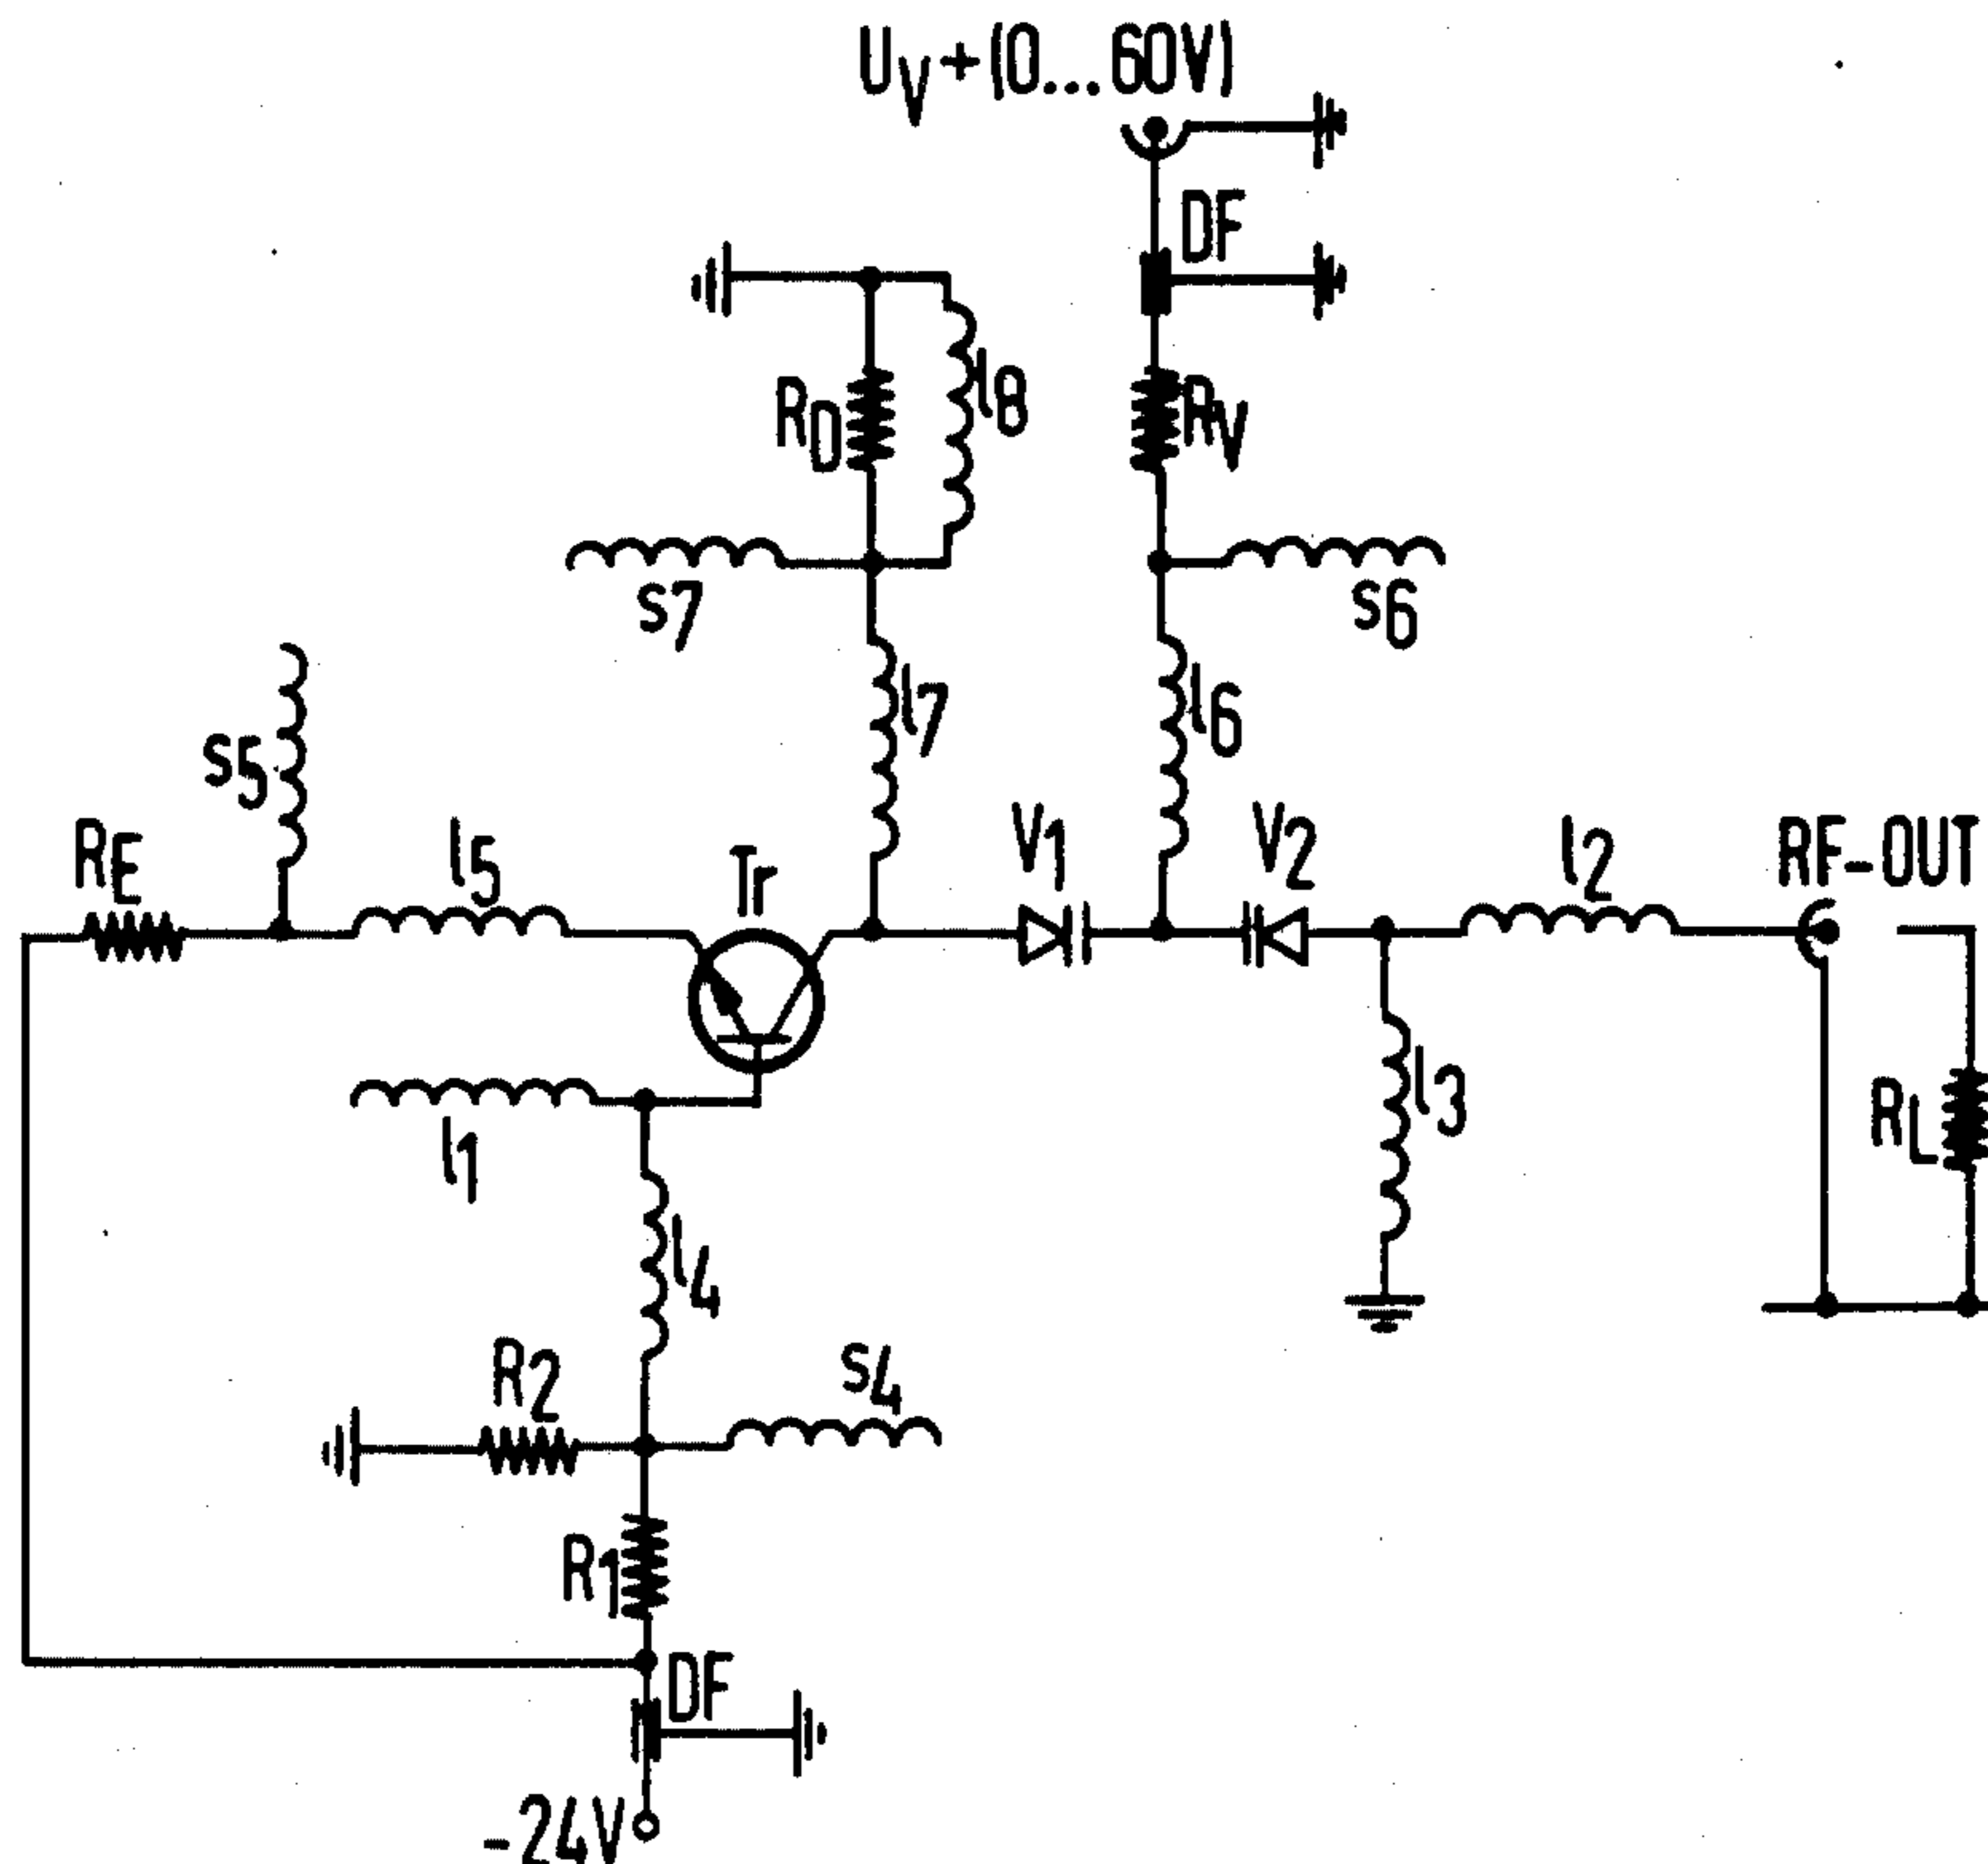 UV+(0...60V)
DF
RD
l8
RV
s7
s6
l7
l6
s5
RE
l5
Tr
V1
V2
l2
RF-OUT
l1
l3
RL
l4
R2
s4
R1
DF
-24V